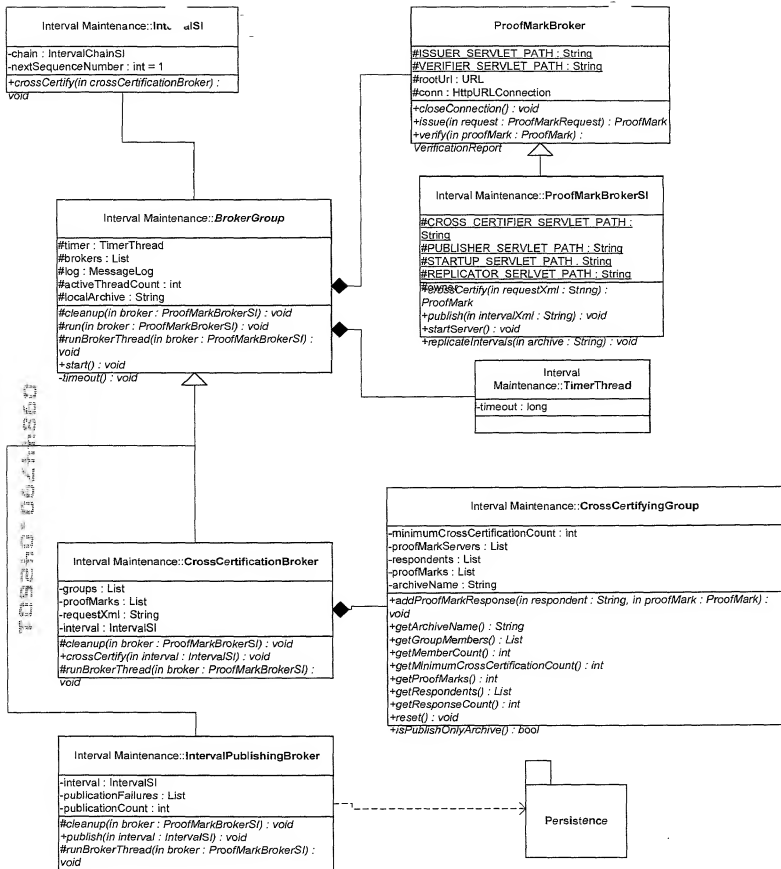 Interval Maintenance::IntervalSI
-chain : IntervalChainSI
-nextSequenceNumber : int = 1
+crossCertify(in crossCertificationBroker) :
void
ProofMarkBroker
#ISSUER_SERVLET_PATH : String
#VERIFIER_SERVLET_PATH : String
#rootUrl : URL
#conn : HttpURLConnection
+closeConnection() : void
+issue(in request : ProofMarkRequest) : ProofMark
+verify(in proofMark : ProofMark) :
VerificationReport
Interval Maintenance::ProofMarkBrokerSI
#CROSS_CERTIFIER_SERVLET_PATH :
String
#PUBLISHER_SERVLET_PATH : String
#STARTUP_SERVLET_PATH : String
#REPLICATOR_SERLVET_PATH : String
#owner
+crossCertify(in requestXml : String) :
ProofMark
+publish(in intervalXml : String) : void
+startServer() : void
+replicateIntervals(in archive : String) : void
Interval Maintenance::BrokerGroup
#timer : TimerThread
#brokers : List
#log : MessageLog
#activeThreadCount : int
#localArchive : String
#cleanup(in broker : ProofMarkBrokerSI) : void
#run(in broker : ProofMarkBrokerSI) : void
#runBrokerThread(in broker : ProofMarkBrokerSI) :
void
+start() : void
-timeout() : void
Interval
Maintenance::TimerThread
-timeout : long
Interval Maintenance::CrossCertificationBroker
-groups : List
-proofMarks : List
-requestXml : String
-interval : IntervalSI
#cleanup(in broker : ProofMarkBrokerSI) : void
+crossCertify(in interval : IntervalSI) : void
#runBrokerThread(in broker : ProofMarkBrokerSI) :
void
Interval Maintenance::CrossCertifyingGroup
-minimumCrossCertificationCount : int
-proofMarkServers : List
-respondents : List
-proofMarks : List
-archiveName : String
+addProofMarkResponse(in respondent : String, in proofMark : ProofMark) :
void
+getArchiveName() : String
+getGroupMembers() : List
+getMemberCount() : int
+getMinimumCrossCertificationCount() : int
+getProofMarks() : int
+getRespondents() : List
+getResponseCount() : int
+reset() : void
+isPublishOnlyArchive() : bool
Interval Maintenance::IntervalPublishingBroker
-interval : IntervalSI
-publicationFailures : List
-publicationCount : int
#cleanup(in broker : ProofMarkBrokerSI) : void
+publish(in interval : IntervalSI) : void
#runBrokerThread(in broker : ProofMarkBrokerSI) :
void
Persistence